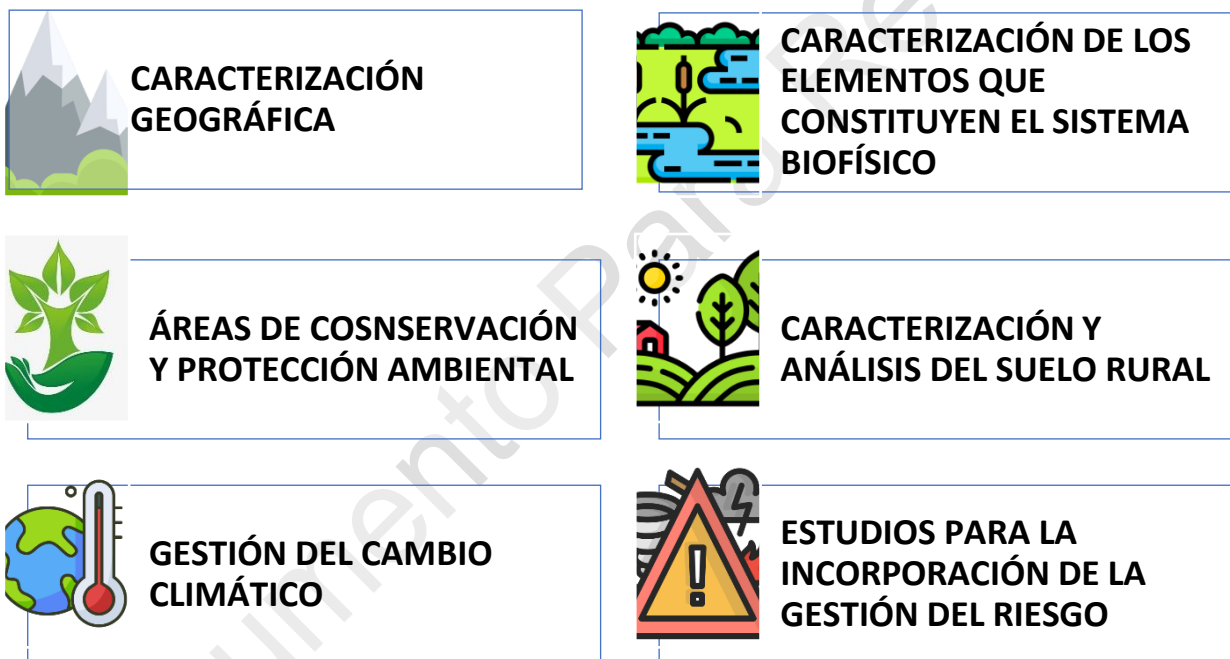 CARACTERIZACIÓN
GEOGRÁFICA
CARACTERIZACIÓN DE LOS
ELEMENTOS QUE
CONSTITUYEN EL SISTEMA
BIOFÍSICO
ÁREAS DE COSNSERVACIÓN
Y PROTECCIÓN AMBIENTAL
CARACTERIZACIÓN Y
ANÁLISIS DEL SUELO RURAL
GESTIÓN DEL CAMBIO
CLIMÁTICO
ESTUDIOS PARA LA
INCORPORACIÓN DE LA
GESTIÓN DEL RIESGO